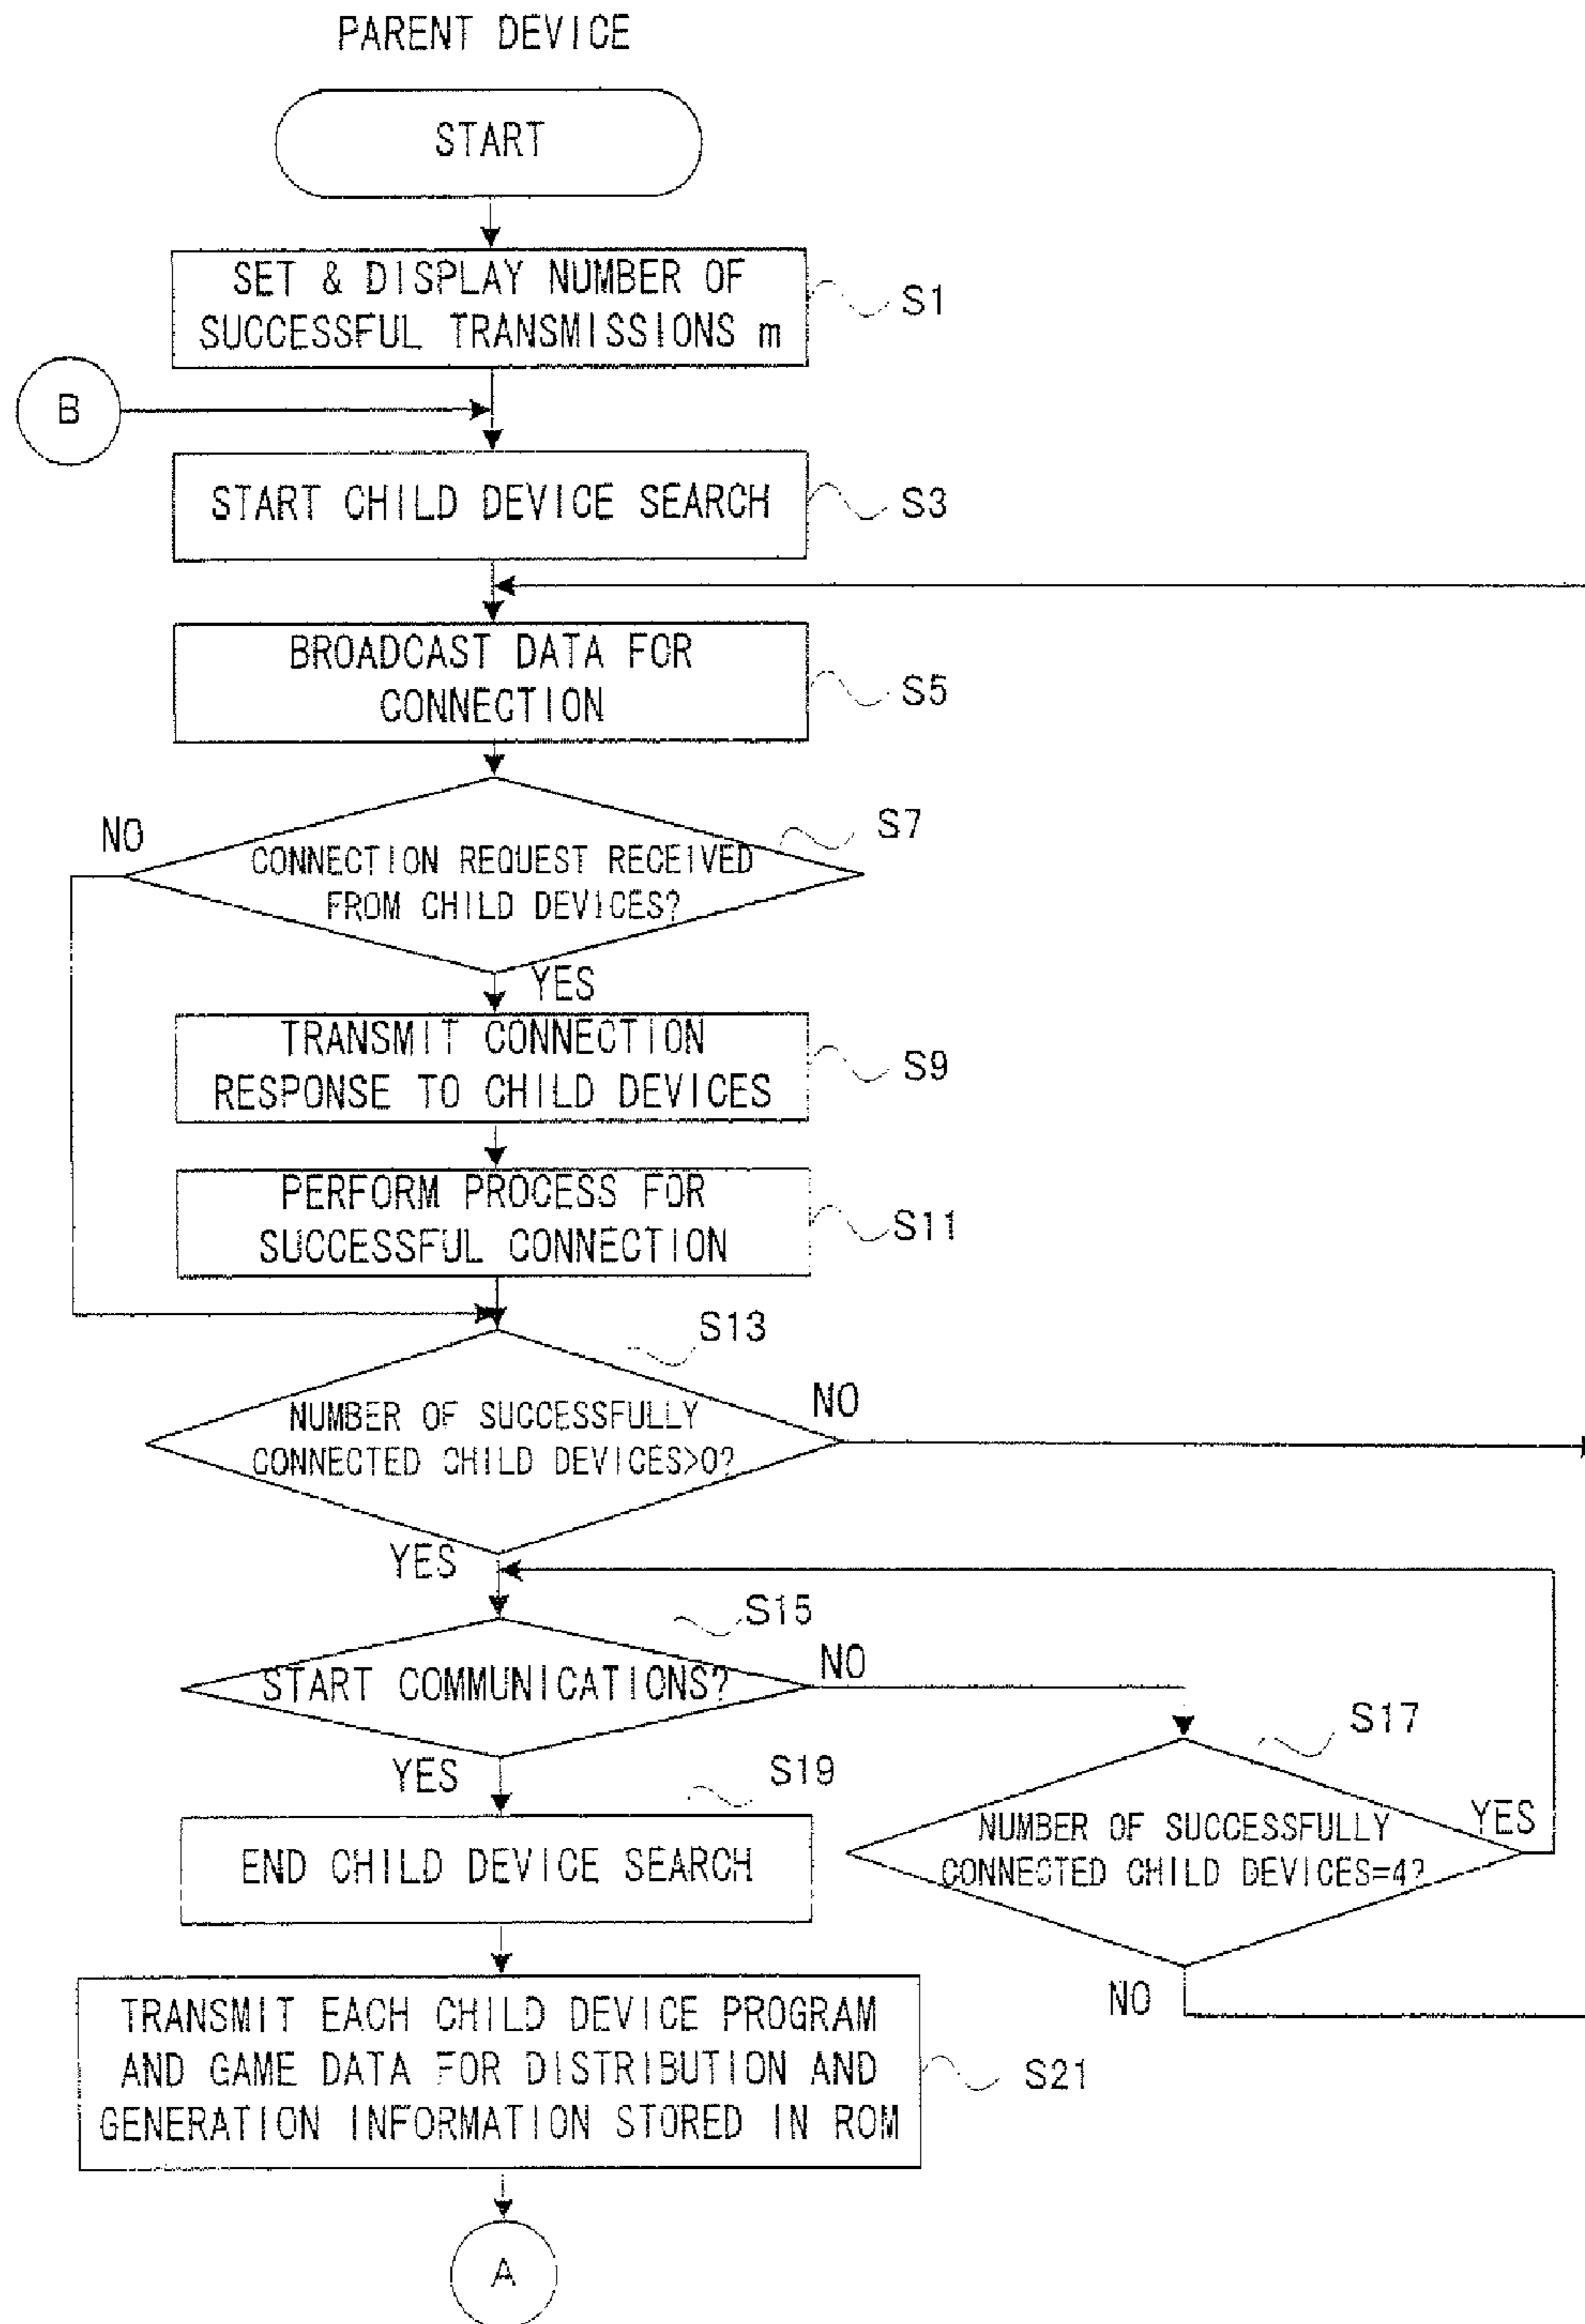 PARENT DEVICE
START
SET & DISPLAY NUMBER OF
SUCCESSFUL TRANSMISSIONS m
S1
B
START CHILD DEVICE SEARCH
S3
BROADCAST DATA FOR
CONNECTION
S5
NO
S7
CONNECTION REQUEST RECEIVED
FROM CHILD DEVICES?
YES
TRANSMIT CONNECTION
RESPONSE TO CHILD DEVICES
S9
PERFORM PROCESS FOR
SUCCESSFUL CONNECTION
S11
S13
NUMBER OF SUCCESSFULLY
CONNECTED CHILD DEVICES>0?
NO
YES
S15
START COMMUNICATIONS?
NO
S17
YES
S19
NUMBER OF SUCCESSFULLY
CONNECTED CHILD DEVICES=4?
YES
END CHILD DEVICE SEARCH
NO
TRANSMIT EACH CHILD DEVICE PROGRAM
AND GAME DATA FOR DISTRIBUTION AND
GENERATION INFORMATION STORED IN ROM
S21
A